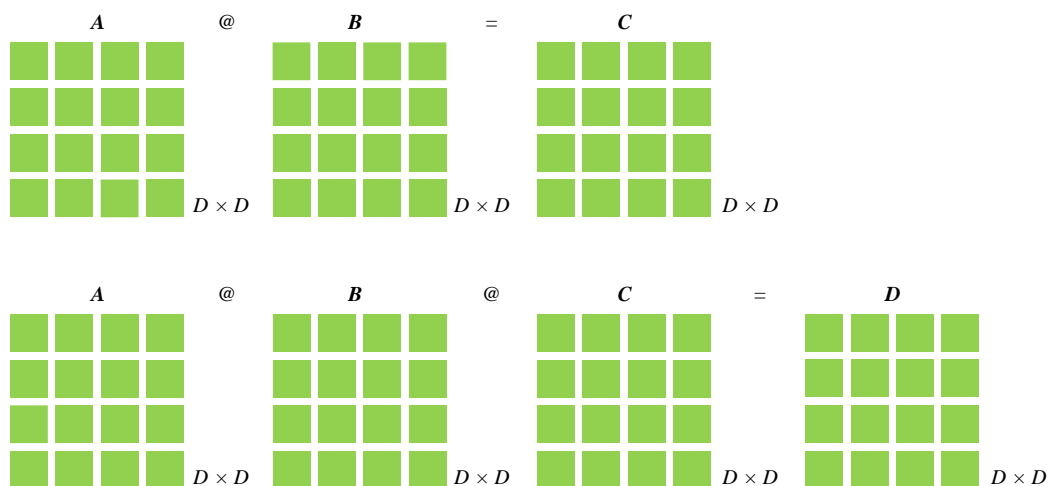 A @ B = C
D × D D × D D × D
A @ B @ C = D
D × D D × D D × D D × D